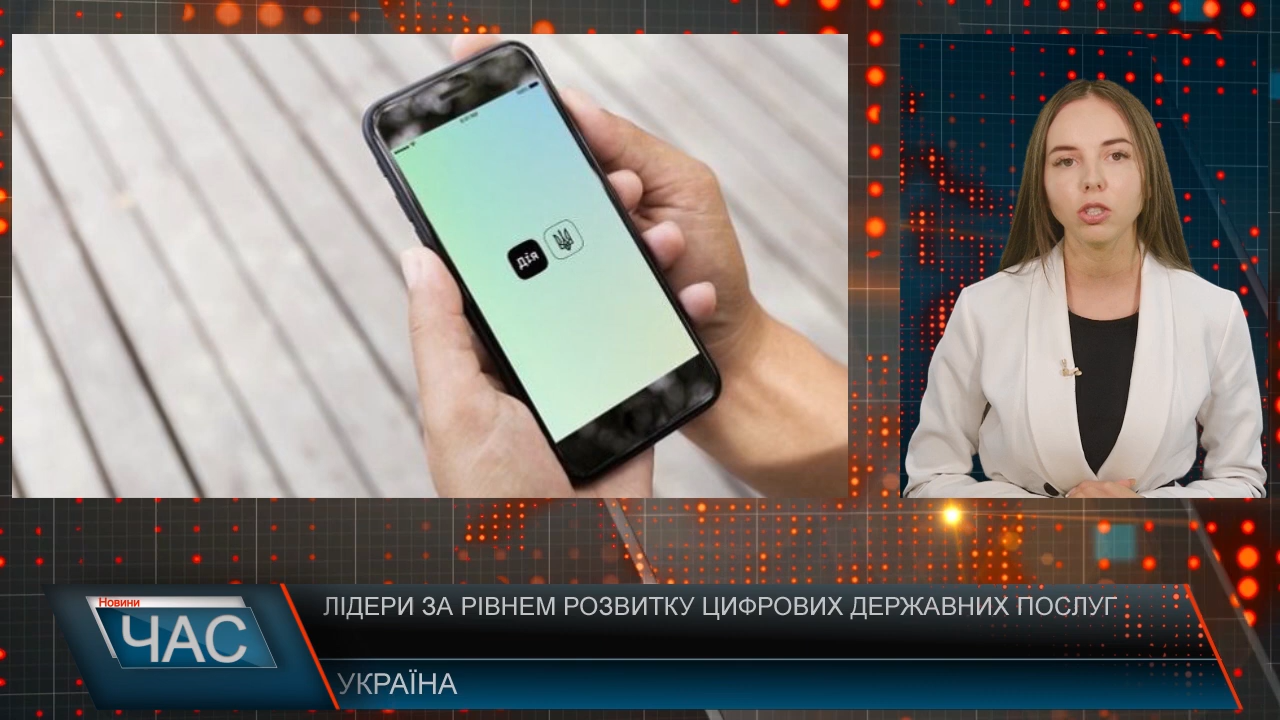 Дія
Новини
ЧАС
ЛІДЕРИ ЗА РІВНЕМ РОЗВИТКУ ЦИФРОВИХ ДЕРЖАВНИХ ПОСЛУГ
УКРАЇНА